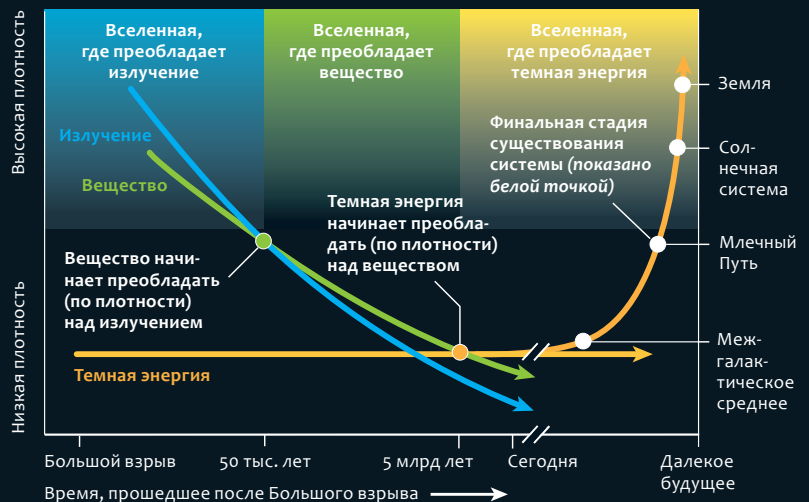 Высокая плотность
Низкая плотность
Вселенная,
где преобладает
излучение
Вселенная,
где преобладает
вещество
Вселенная,
где преобладает
темная энергия
Излучение
Вещество
Вещество начи-
нает преобладать
(по плотности)
над излучением
Темная энергия
начинает преобла-
дать (по плотности)
над веществом
Финальная стадия
существования
системы (показано
белой точкой)
Темная энергия
Земля
Сол-
нечная
система
Млечный
Путь
Меж-
галак-
тическое
среднее
Большой взрыв
50 тыс. лет
5 млрд лет
Сегодня
Далекое
будущее
Время, прошедшее после Большого взрыва